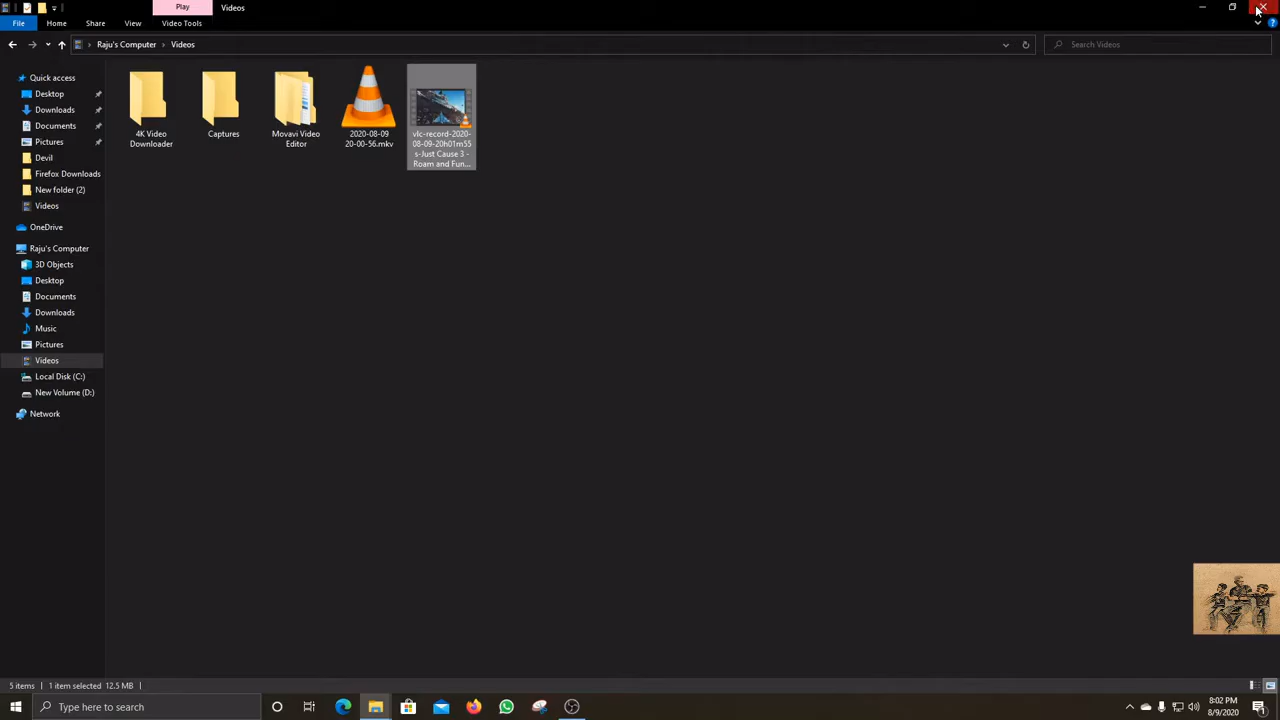 Play
Videos
File
Home
Share
View
Video Tools
Raju's Computer
Videos
Search Videos
Quick access
Desktop
Downloads
Documents
Pictures
Devil
Firefox Downloads
New folder (2)
Videos
OneDrive
Raju's Computer
3D Objects
Desktop
Documents
Downloads
Music
Pictures
Videos
Local Disk (C:)
New Volume (D:)
Network
4K Video
Downloader
Captures
Movavi Video
Editor
2020-08-09
20-00-56.mkv
vlc-record-2020-
08-09-20h01m55
s-Just Cause 3 -
Roam and Fun...
5 items
1 item selected 12.5 MB
Type here to search
8:02 PM
8/9/2020
1